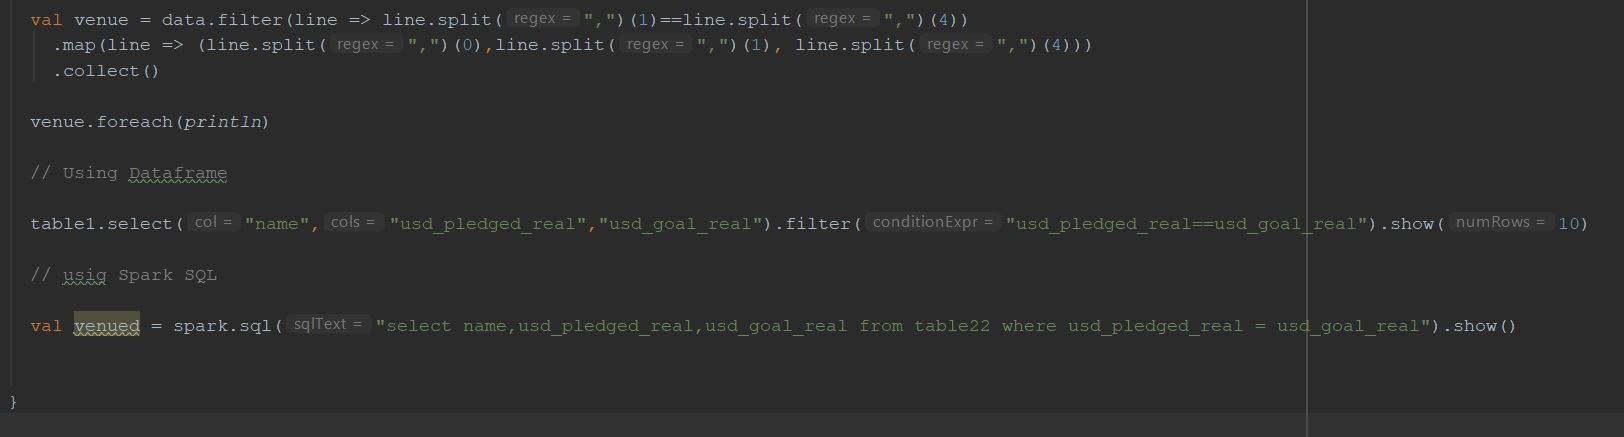 val venue = data.filter(line => line.split( regex = ",")(1)==line.split( regex = ",")(4))
.map(line => (line.split( regex = ",")(0),line.split( regex = ",")(1), line.split( regex = ",")(4)))
.collect()
venue.foreach(println)
// Using Dataframe
table1.select( col = "name", cols = "usd_pledged_real","usd_goal_real").filter( conditionExpr = "usd_pledged_real==usd_goal_real").show( numRows = 10)
// usig Spark SQL
val venued = spark.sql( sqlText = "select name,usd_pledged_real,usd_goal_real from table22 where usd_pledged_real = usd_goal_real").show()
}